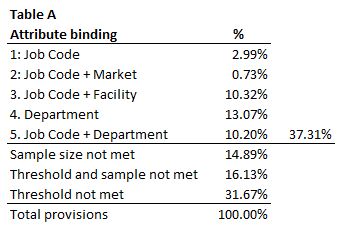 Table A
Attribute binding %
1: Job Code 2.99%
2: Job Code + Market 0.73%
3. Job Code + Facility 10.32%
4. Department 13.07%
5. Job Code + Department 10.20% 37.31%
Sample size not met 14.89%
Threshold and sample not met 16.13%
Threshold not met 31.67%
Total provisions 100.00%